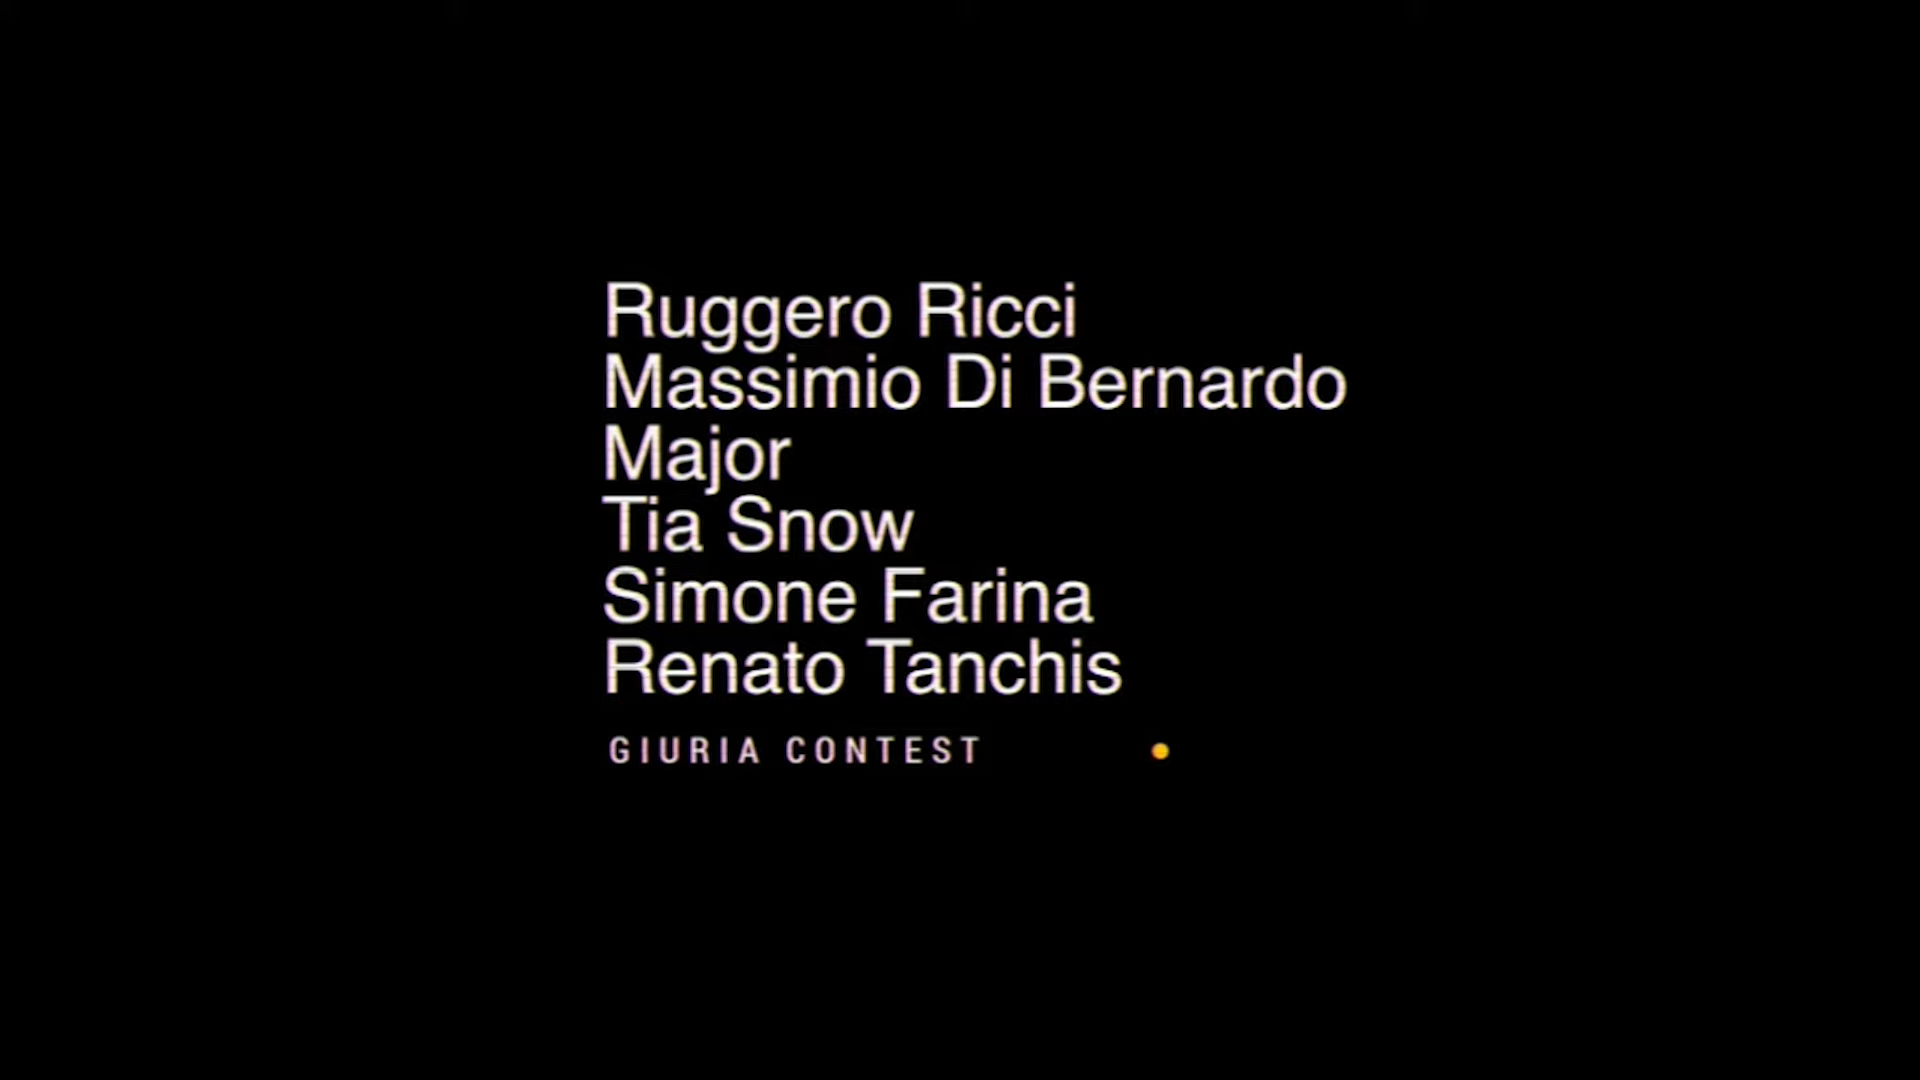 Ruggero Ricci
Massimio Di Bernardo
Major
Tia Snow
Simone Farina
Renato Tanchis
GIURIA CONTEST